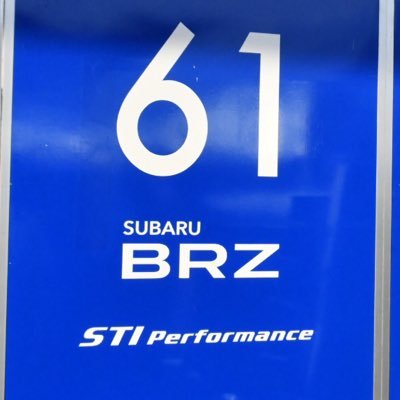 61
SUBARU
BRZ
STI Performance